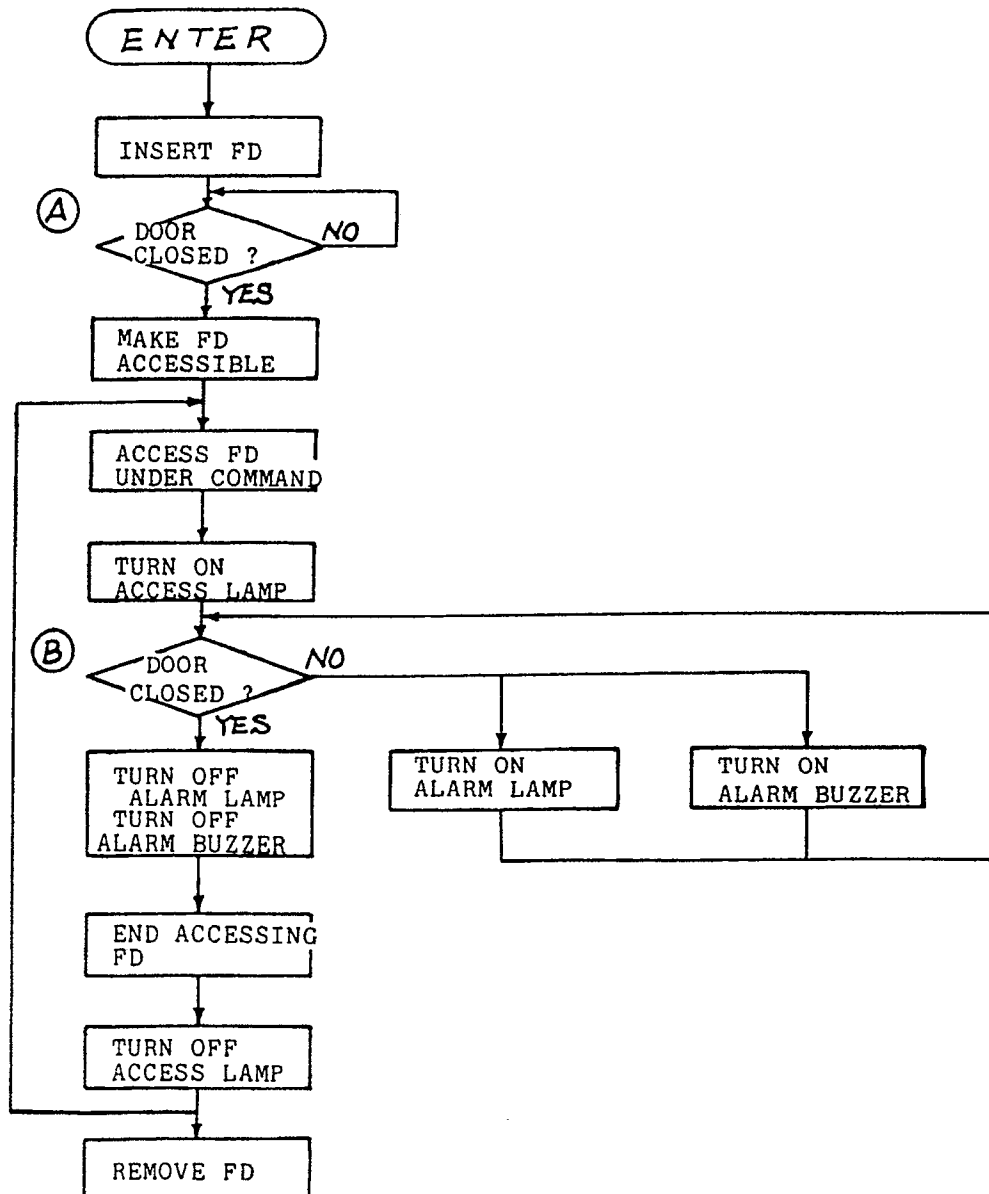 ENTER
INSERT FD
A
DOOR
CLOSED ?
NO
YES
MAKE FD
ACCESSIBLE
ACCESS FD
UNDER COMMAND
TURN ON
ACCESS LAMP
B
DOOR
CLOSED ?
NO
YES
TURN OFF
ALARM LAMP
TURN OFF
ALARM BUZZER
TURN ON
ALARM LAMP
TURN ON
ALARM BUZZER
END ACCESSING
FD
TURN OFF
ACCESS LAMP
REMOVE FD